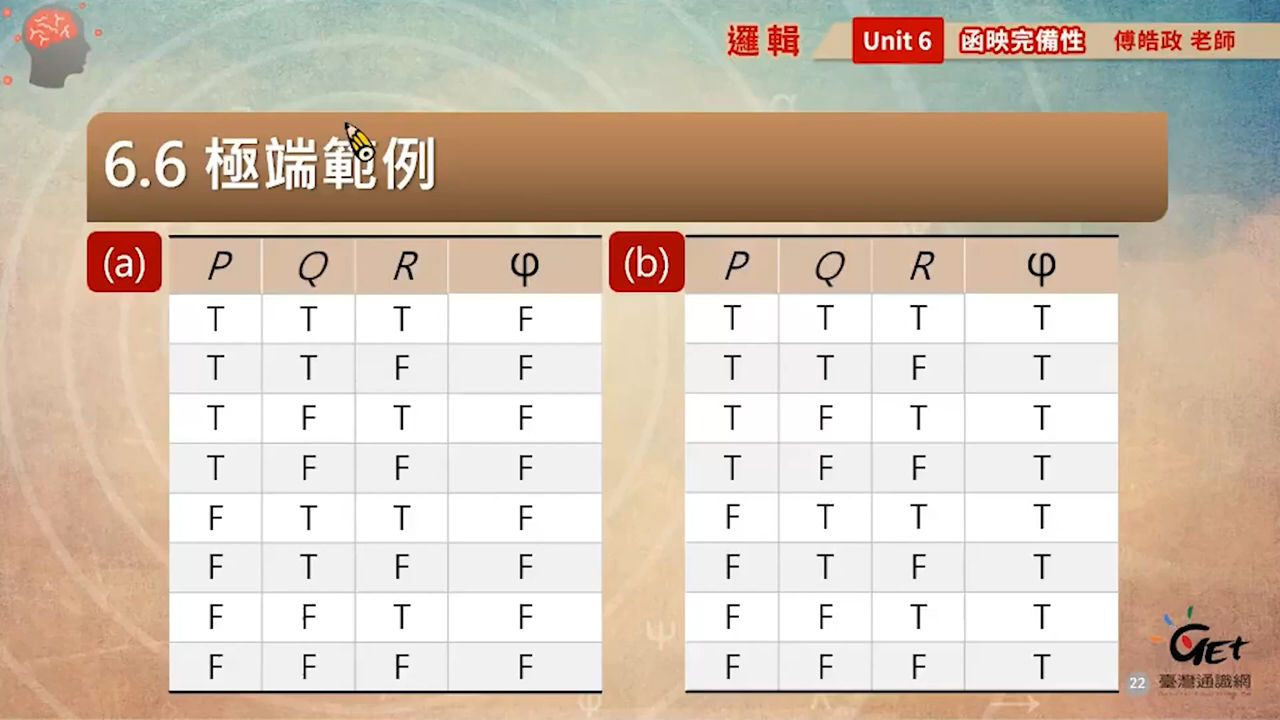 邏輯 Unit 6 函映完備性 傅皓政 老師
6.6 極端範例
(a)
P Q R φ
T T T F
T T F F
T F T F
T F F F
F T T F
F T F F
F F T F
F F F F
(b)
P Q R φ
T T T T
T T F T
T F T T
T F F T
F T T T
F T F T
F F T T
F F F T
GET
22 臺灣通識網